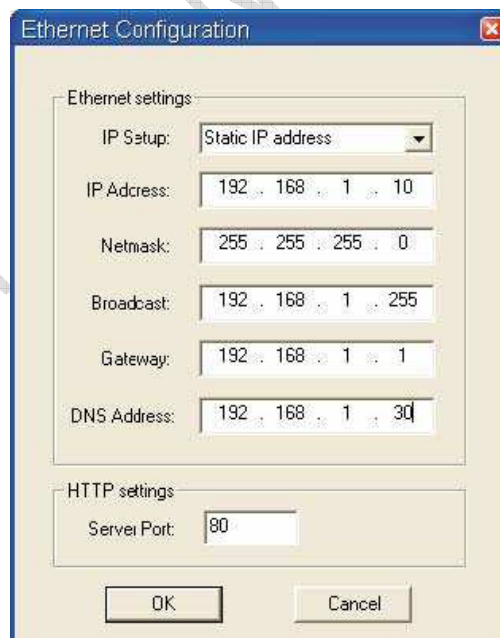 Ethernet Configuration
Ethernet settings
IP Setup: Static IP address
IP Address: 192 . 168 . 1 . 10
Netmask: 255 . 255 . 255 . 0
Broadcast: 192 . 168 . 1 . 255
Gateway: 192 . 168 . 1 . 1
DNS Address: 192 . 168 . 1 . 30
HTTP settings
Server Port: 80
OK Cancel